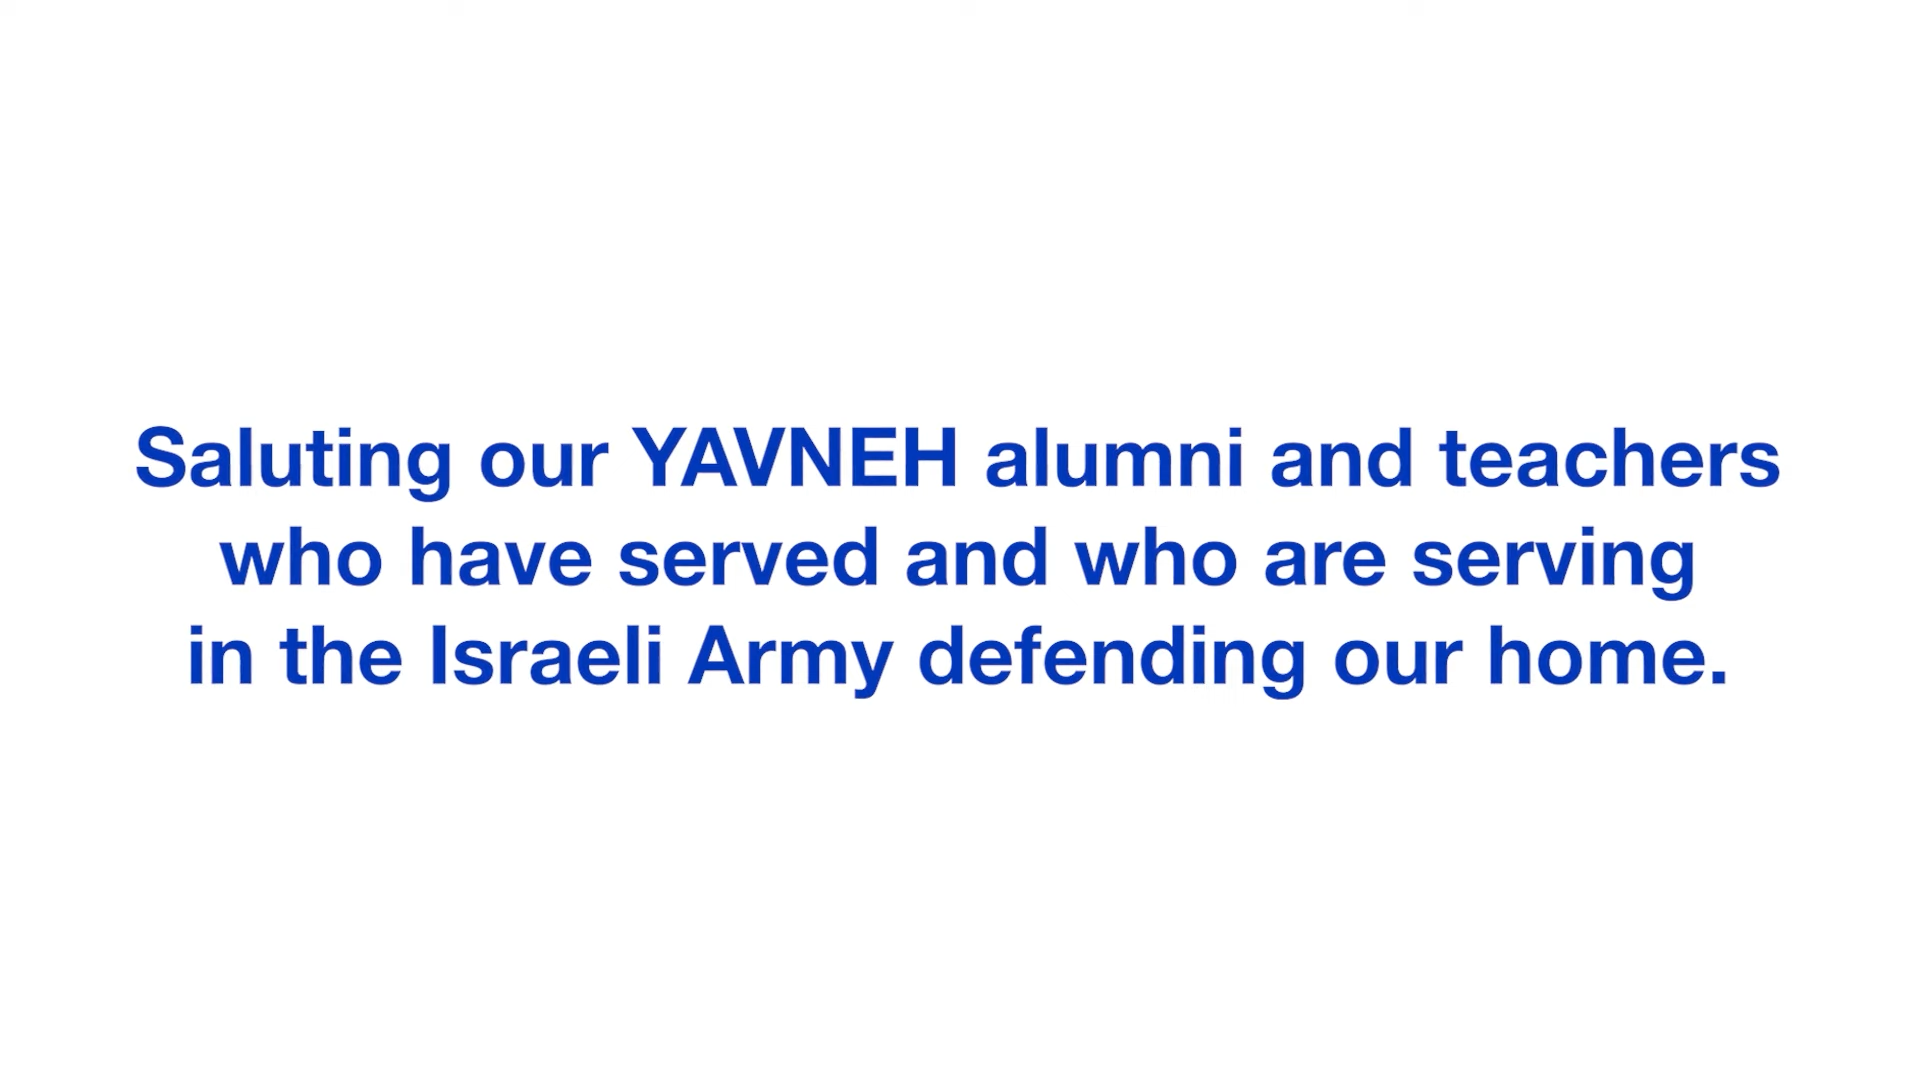 Saluting our YAVNEH alumni and teachers
who have served and who are serving
in the Israeli Army defending our home.